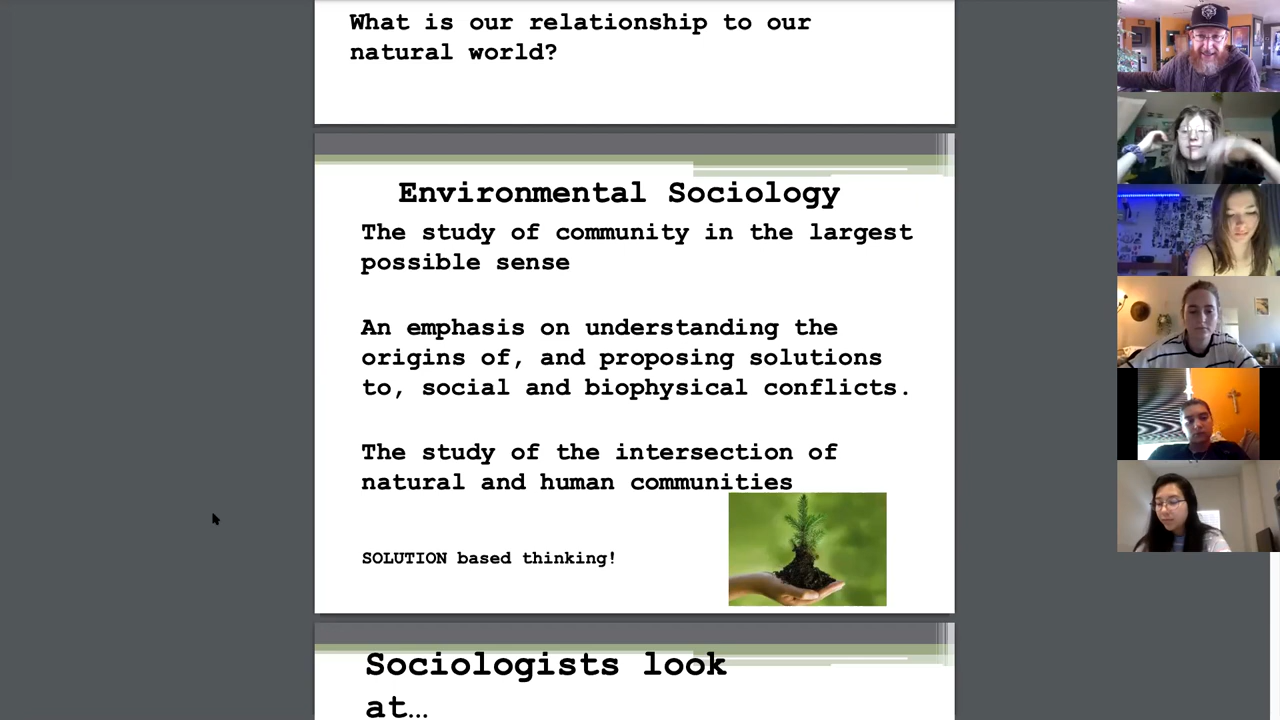 What is our relationship to our
natural world?
Environmental Sociology
The study of community in the largest
possible sense
An emphasis on understanding the
origins of, and proposing solutions
to, social and biophysical conflicts.
The study of the intersection of
natural and human communities
SOLUTION based thinking!
Sociologists look
at…